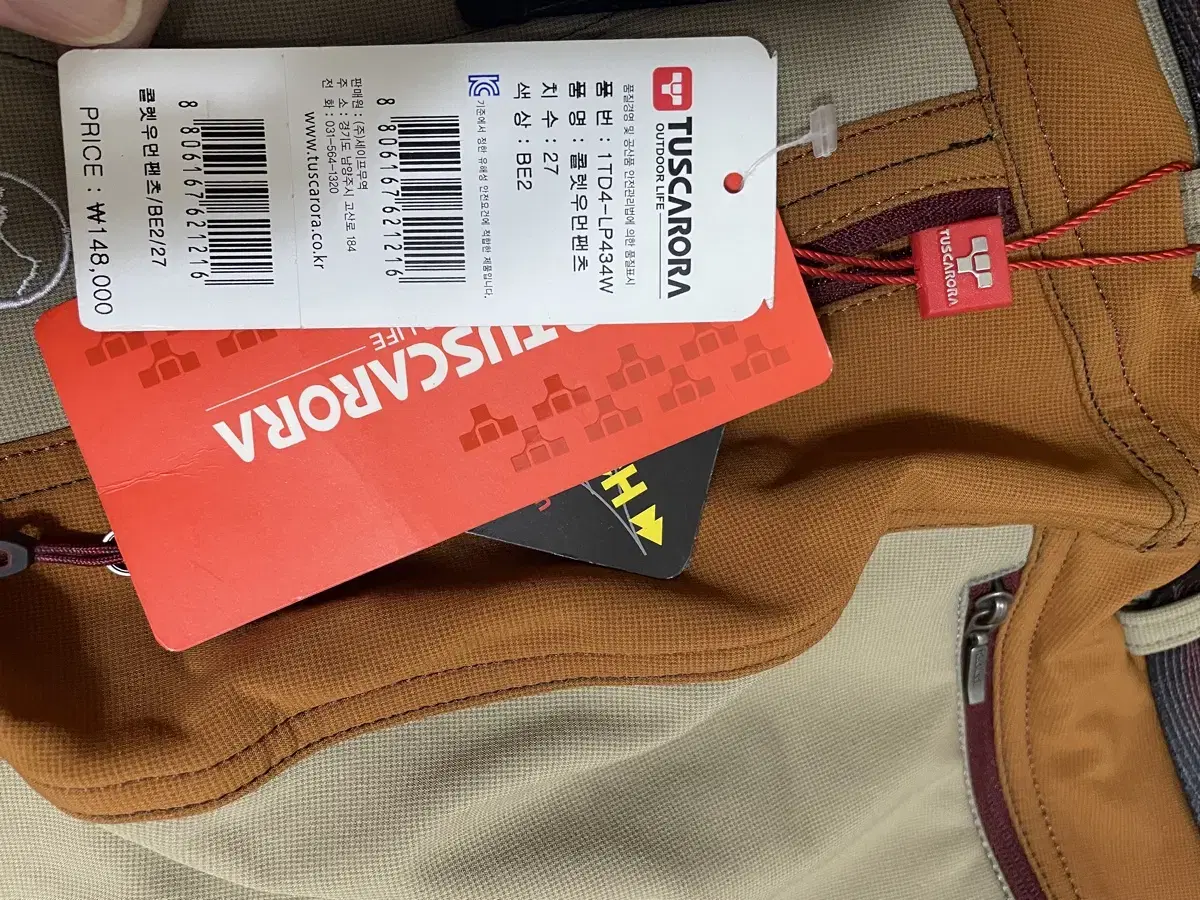 TUSCARORA
OUTDOOR LIFE
품질경영 및 공산품 안전관리법에 의한 품질표시
품 번 : 1TD4-LP434W
품 명 : 콜렛우먼팬츠
치 수 : 27
색 상 : BE2
기준에서 정한 유해성 안전요건에 적합한 제품입니다.
8 806167 621216
판매원 : (주)세이프무역
주 소 : 경기도 남양주시 고산로 184
전 화 : 031-564-1320
www.tuscarora.co.kr
8 806167 621216
콜렛우먼팬츠/BE2/27
PRICE : ₩148,000
TUSCARORA
LIFE
TUSCARORA
H